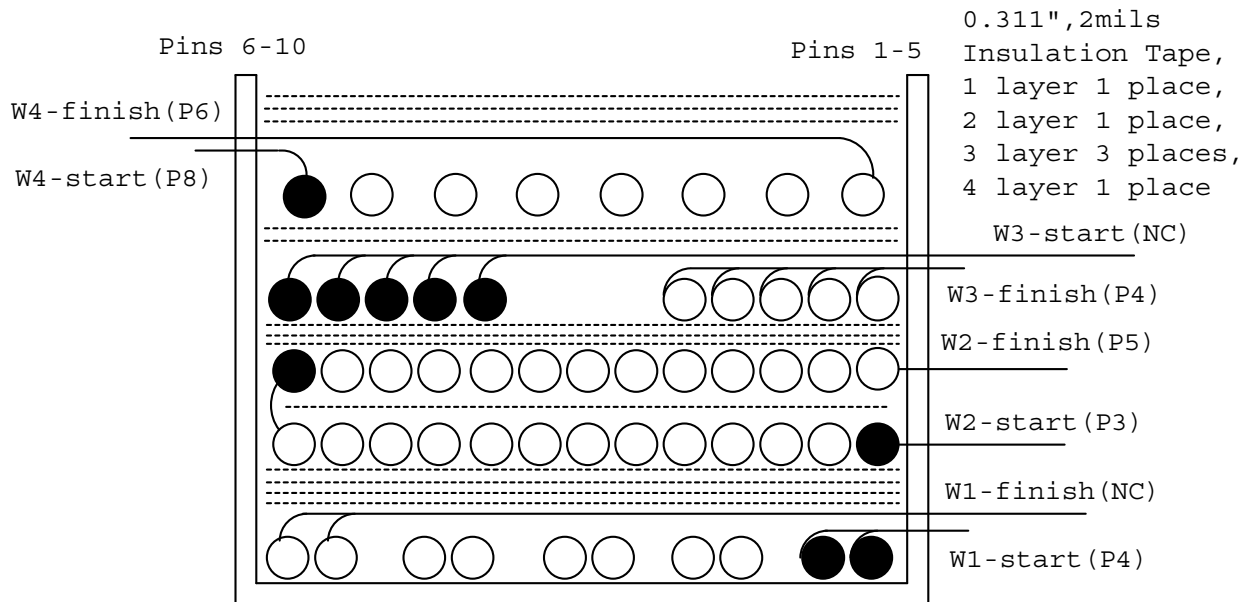 Pins 6-10
Pins 1-5
0.311",2mils
Insulation Tape,
1 layer 1 place,
2 layer 1 place,
3 layer 3 places,
4 layer 1 place
W4-finish(P6)
W4-start(P8)
W3-start(NC)
W3-finish(P4)
W2-finish(P5)
W2-start(P3)
W1-finish(NC)
W1-start(P4)